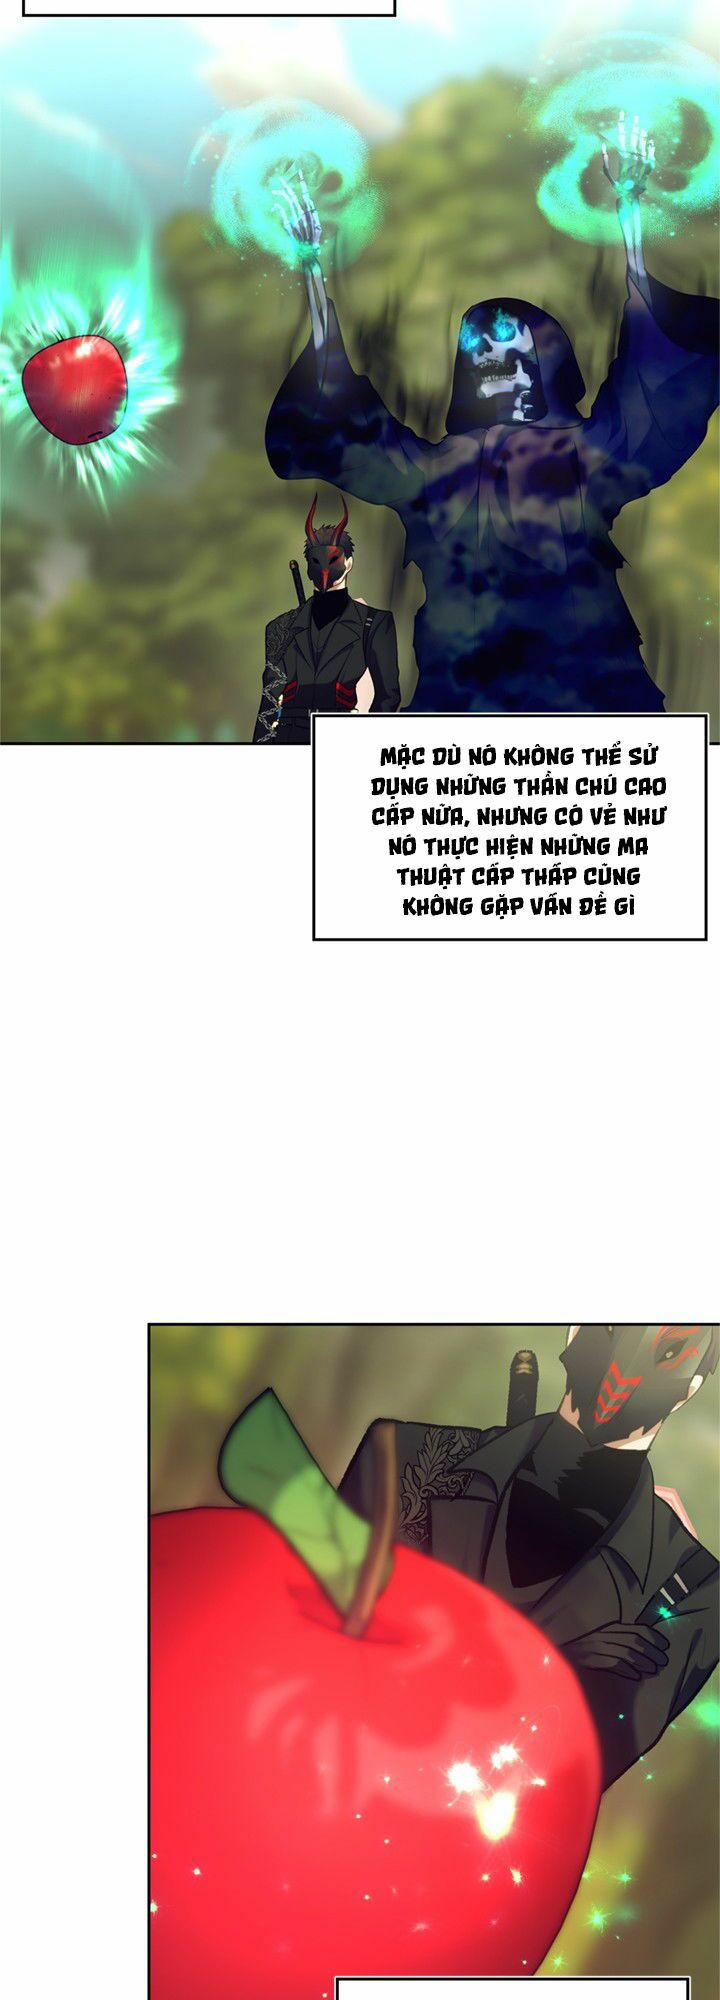 MẶC DÙ NÓ KHÔNG THỂ SỬ
DỤNG NHỮNG THẦN CHÚ CAO
CẤP NỮA, NHƯNG CÓ VẺ NHƯ
NÓ THỰC HIỆN NHỮNG MA
THUẬT CẤP THẤP CŨNG
KHÔNG GẶP VẤN ĐỀ GÌ